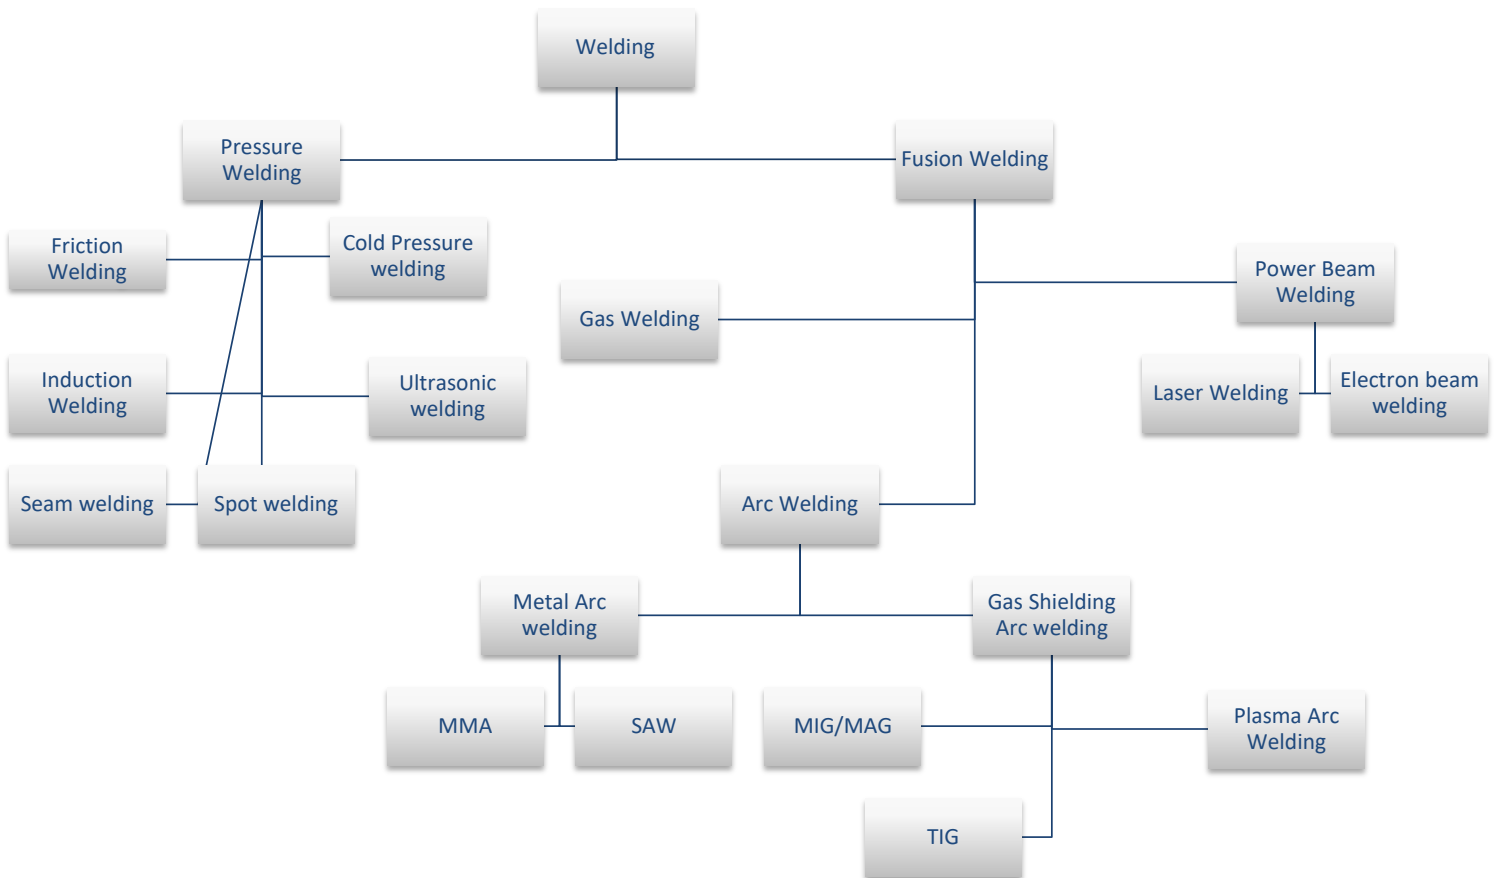 Welding
Pressure
Welding
Fusion Welding
Friction
Welding
Cold Pressure
welding
Power Beam
Welding
Gas Welding
Induction
Welding
Ultrasonic
welding
Laser Welding
Electron beam
welding
Seam welding
Spot welding
Arc Welding
Metal Arc
welding
Gas Shielding
Arc welding
MMA
SAW
MIG/MAG
Plasma Arc
Welding
TIG